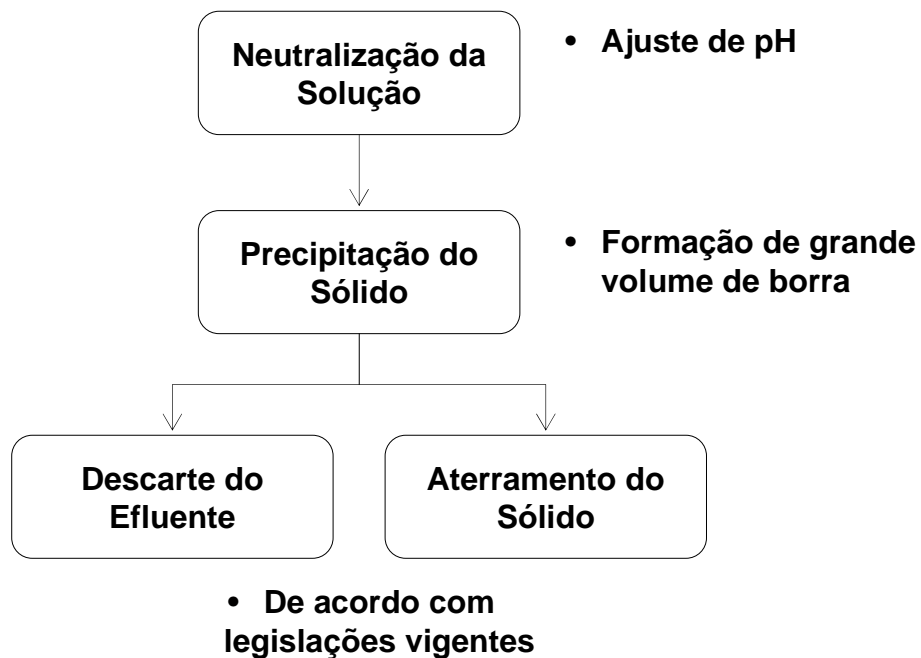 Neutralização da
Solução
• Ajuste de pH
Precipitação do
Sólido
• Formação de grande
volume de borra
Descarte do
Efluente
Aterramento do
Sólido
• De acordo com
legislações vigentes